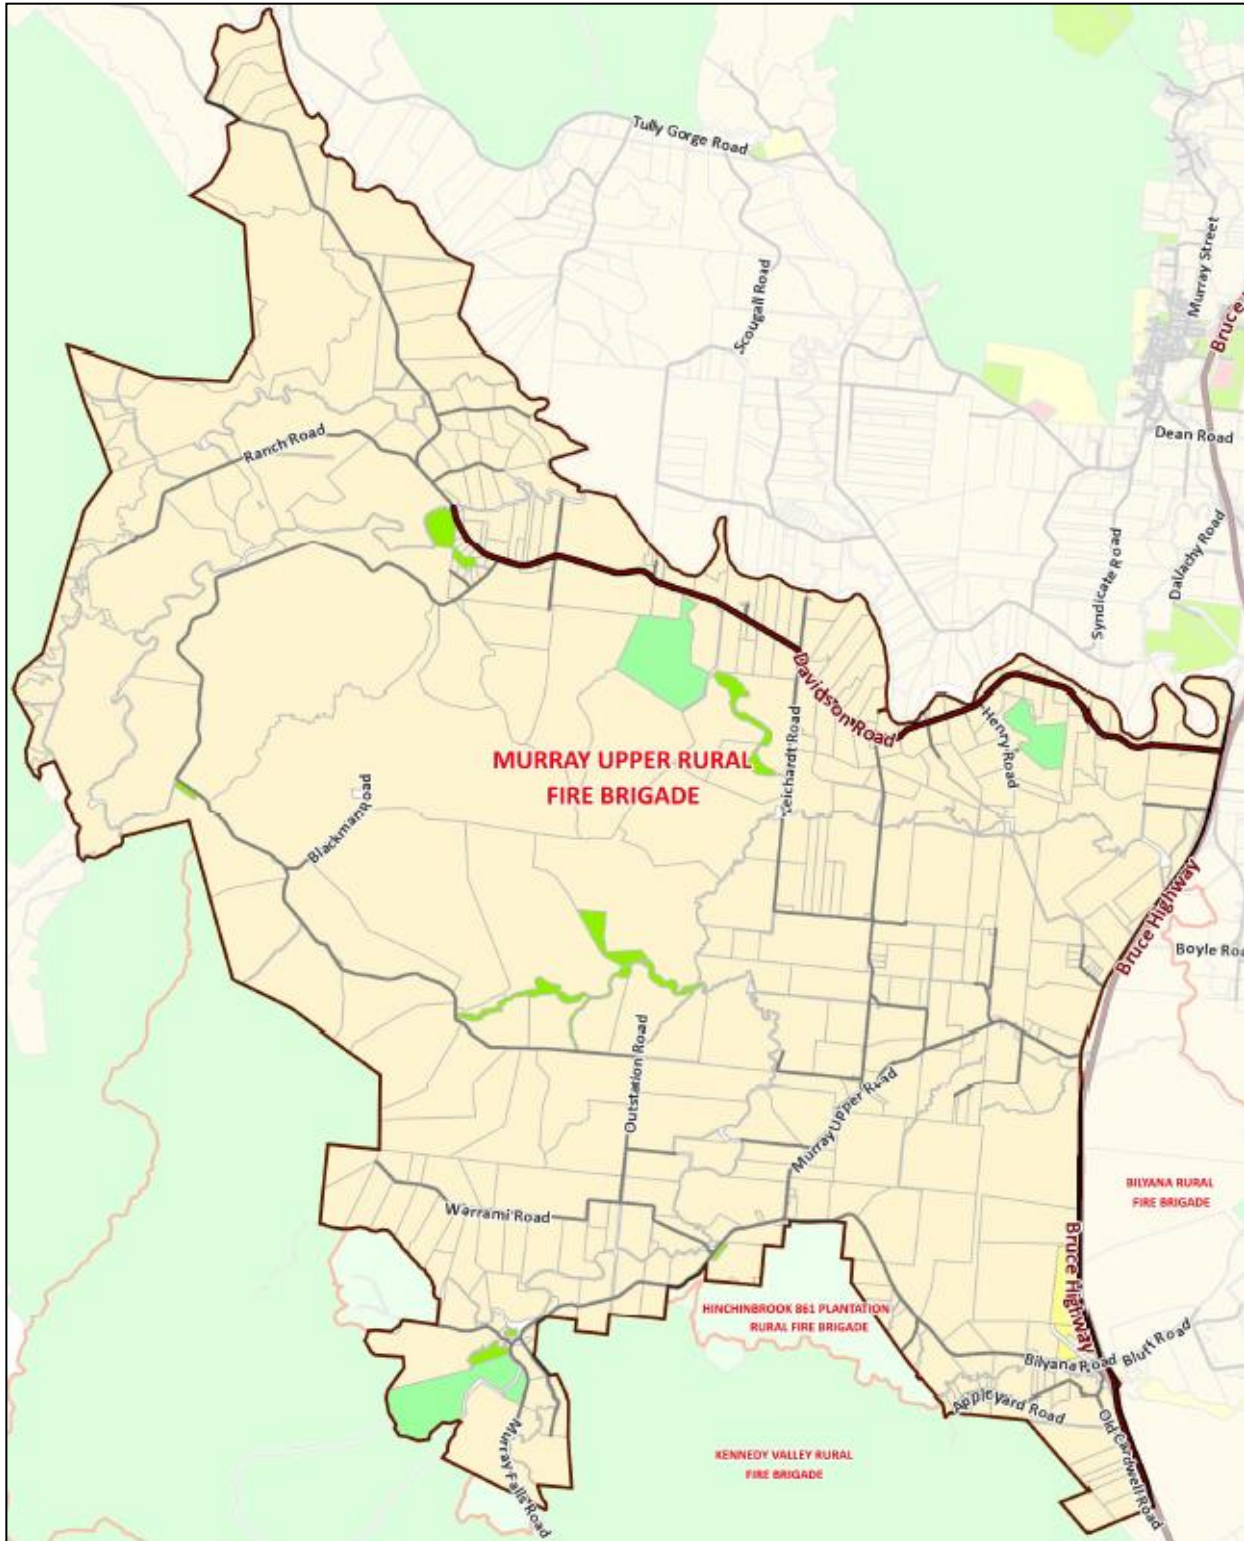 Tully Gorge Road
Murray Street
Scougall Road
Bruce
Dean Road
Ranch Road
Dallachy Road
Syndicate Road
Davidson Road
Henry Road
Leichardt Road
MURRAY UPPER RURAL
FIRE BRIGADE
Blackman Road
Bruce Highway
Boyle Roa
Outstation Road
Murray Upper Road
BILYANA RURAL
FIRE BRIGADE
Warrami Road
Bruce Highway
HINCHINBROOK 861 PLANTATION
RURAL FIRE BRIGADE
Bluff Road
Bilyana Road
Appleyard Road
Old Cardwell Road
Murray Falls Road
KENNEDY VALLEY RURAL
FIRE BRIGADE